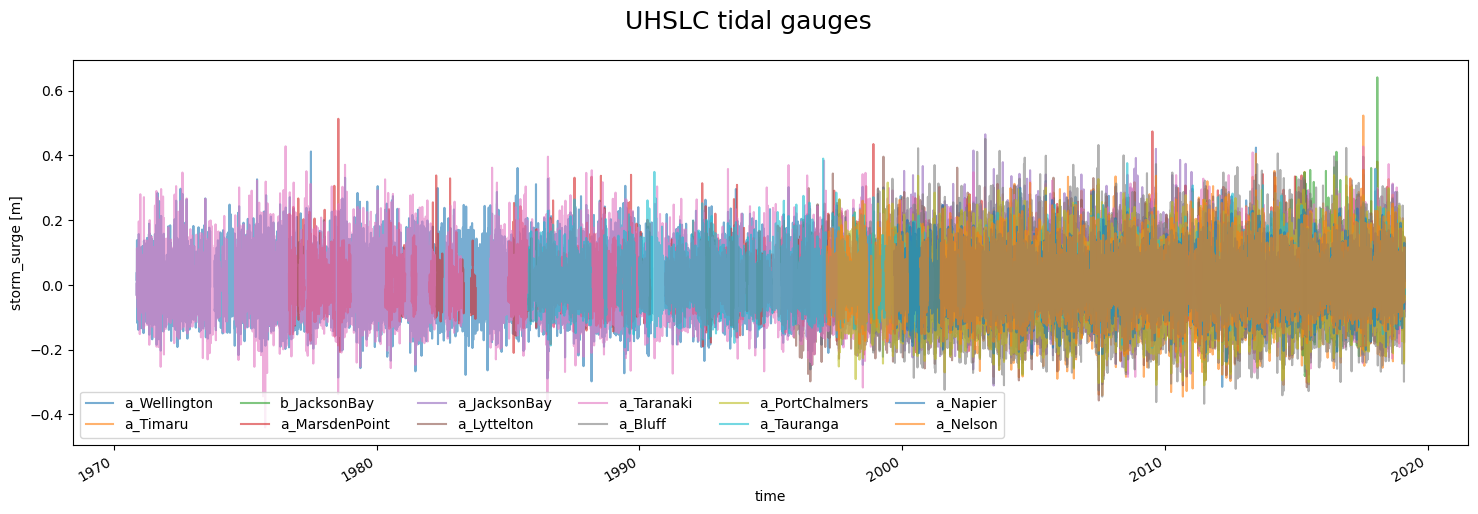 UHSLC tidal gauges
storm_surge [m]
0.6
0.4
0.2
0.0
−0.2
−0.4
a_Wellington b_JacksonBay a_JacksonBay a_Taranaki a_PortChalmers a_Napier
a_Timaru a_MarsdenPoint a_Lyttelton a_Bluff a_Tauranga a_Nelson
1970 1980 1990 2000 2010 2020
time